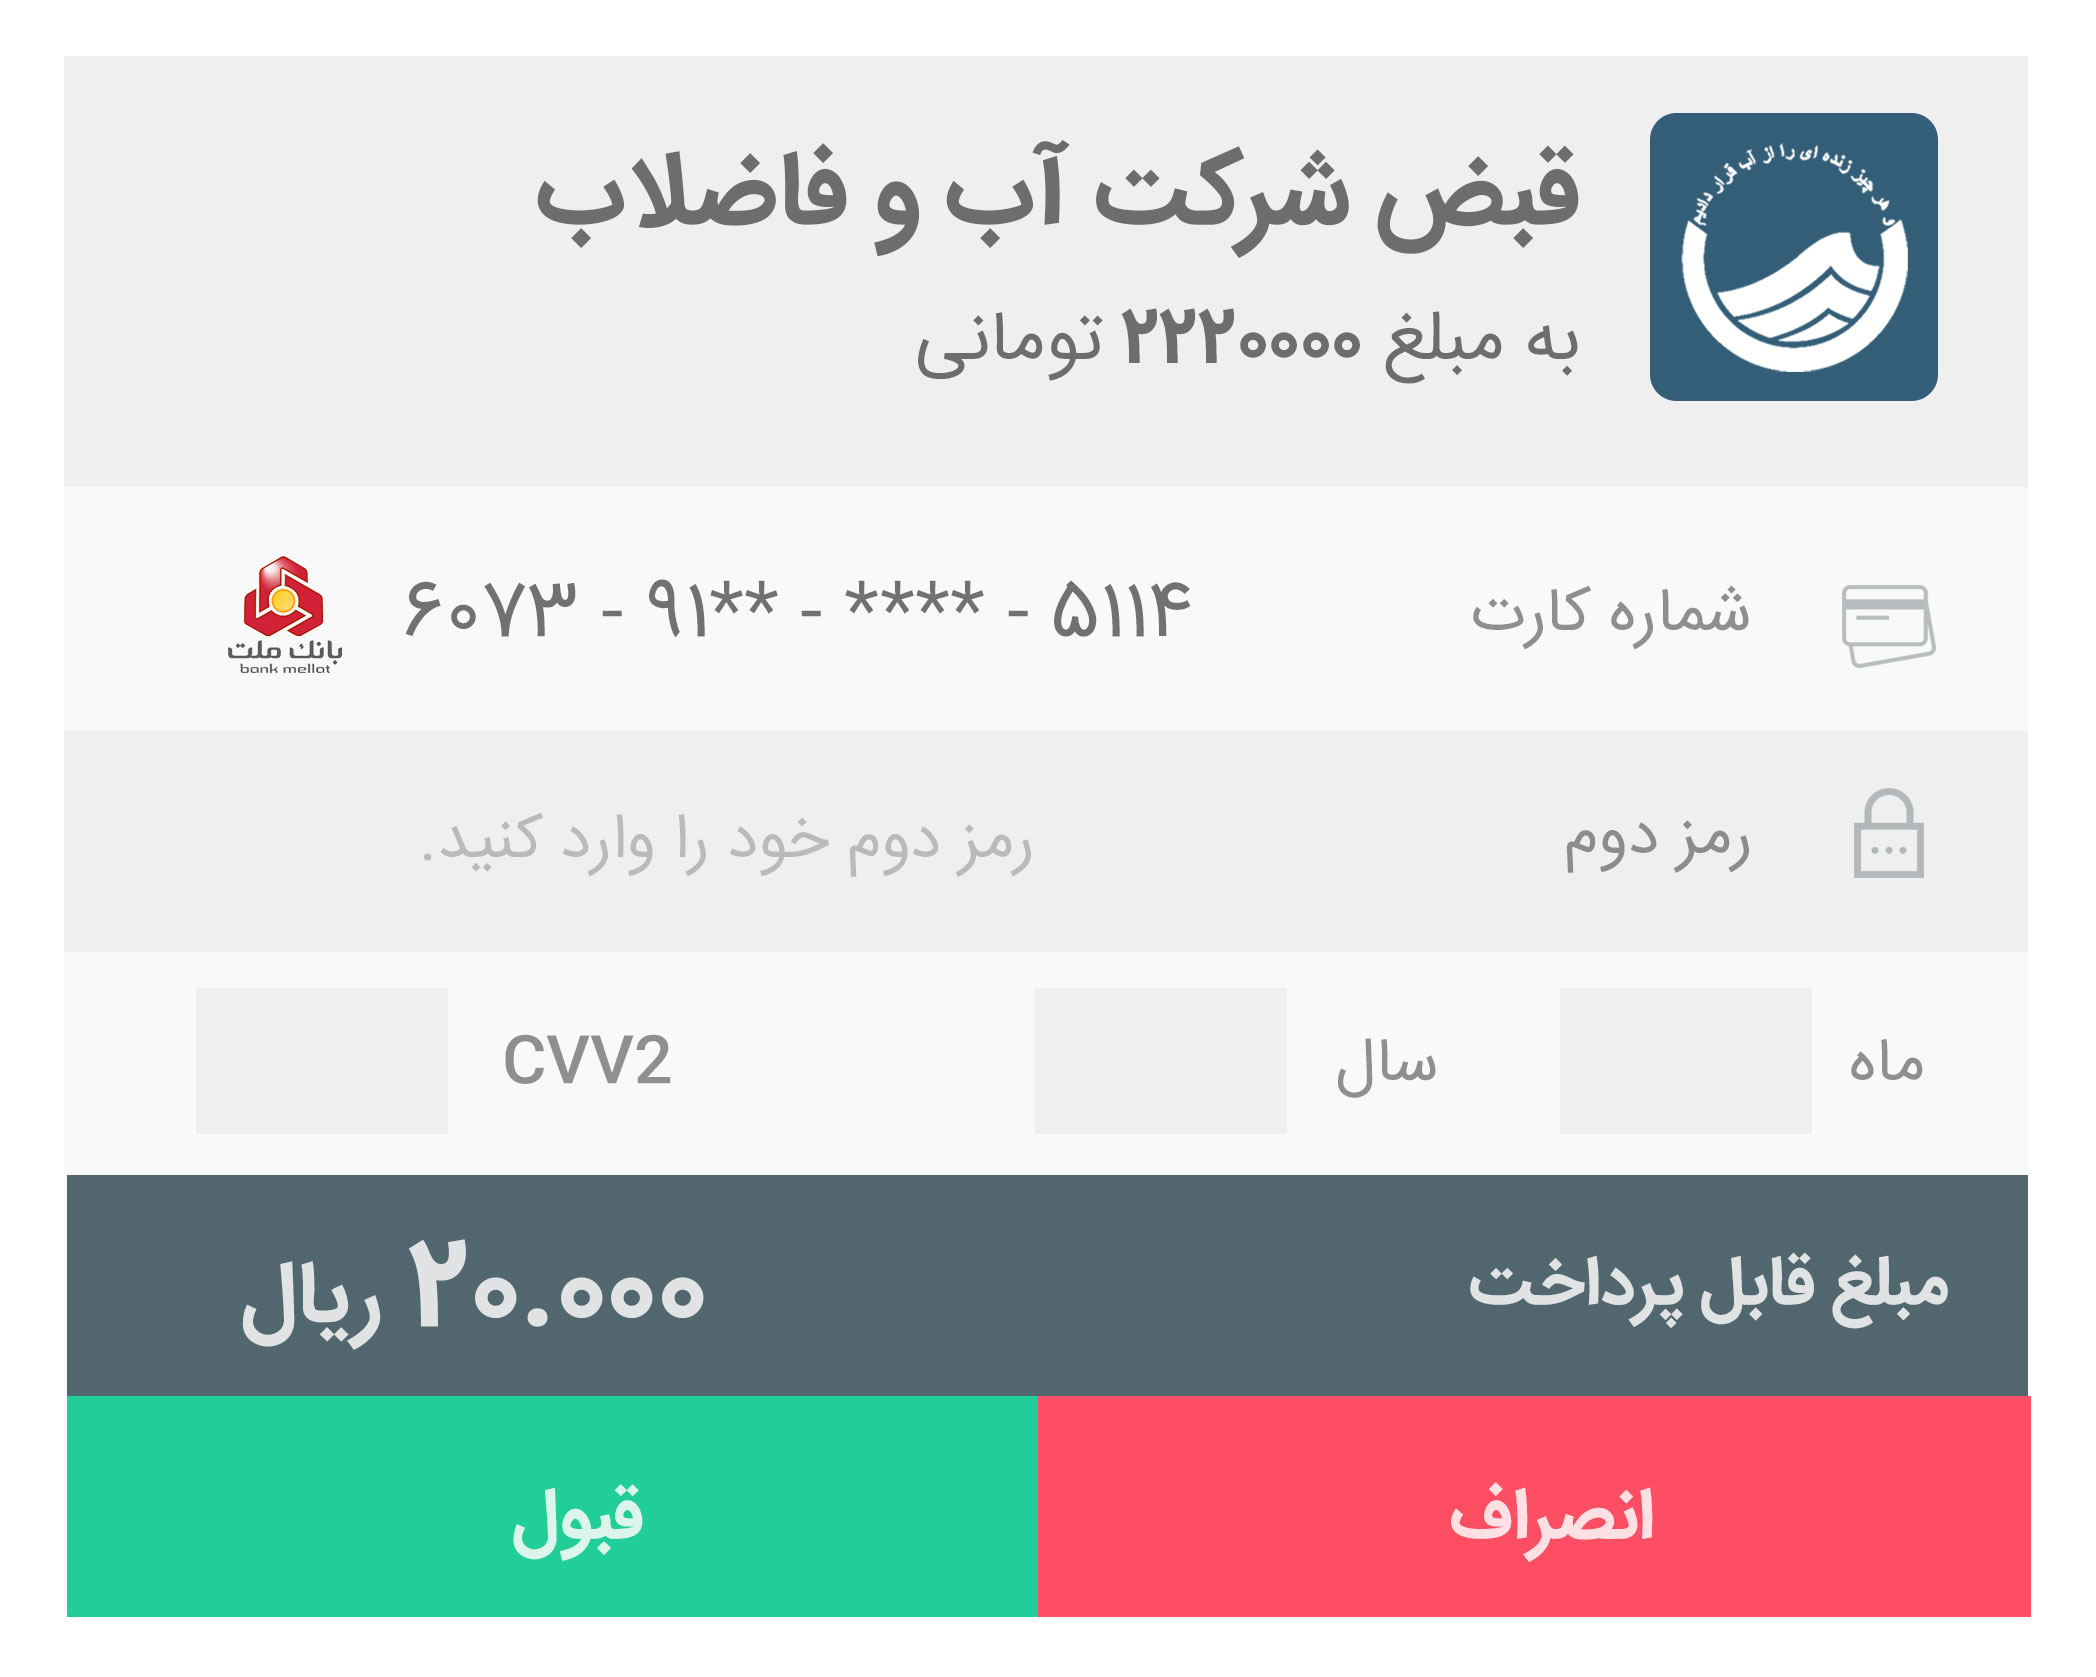 و هر چیز زنده ای را از آب قرار دادیم
قبض شرکت آب و فاضلاب
به مبلغ ۲۲۲۰۰۰۰ تومانی
شماره کارت
۶۰۷۳ - ۹۱** - **** - ۵۱۱۴
بانك ملت
bank mellat
رمز دوم
رمز دوم خود را وارد کنید.
ماه
سال
CVV2
مبلغ قابل پرداخت
۲۰.۰۰۰ ریال
انصراف
قبول